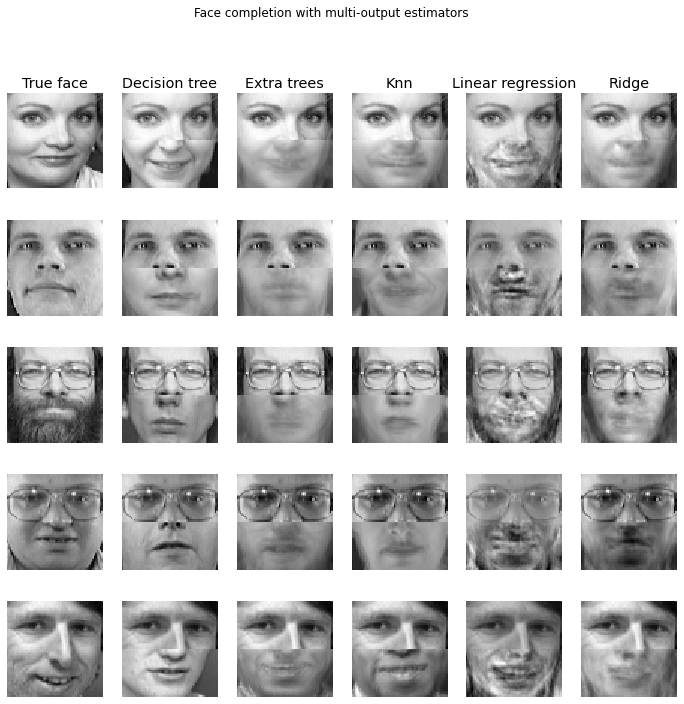 Face completion with multi-output estimators
True face Decision tree Extra trees Knn Linear regression Ridge